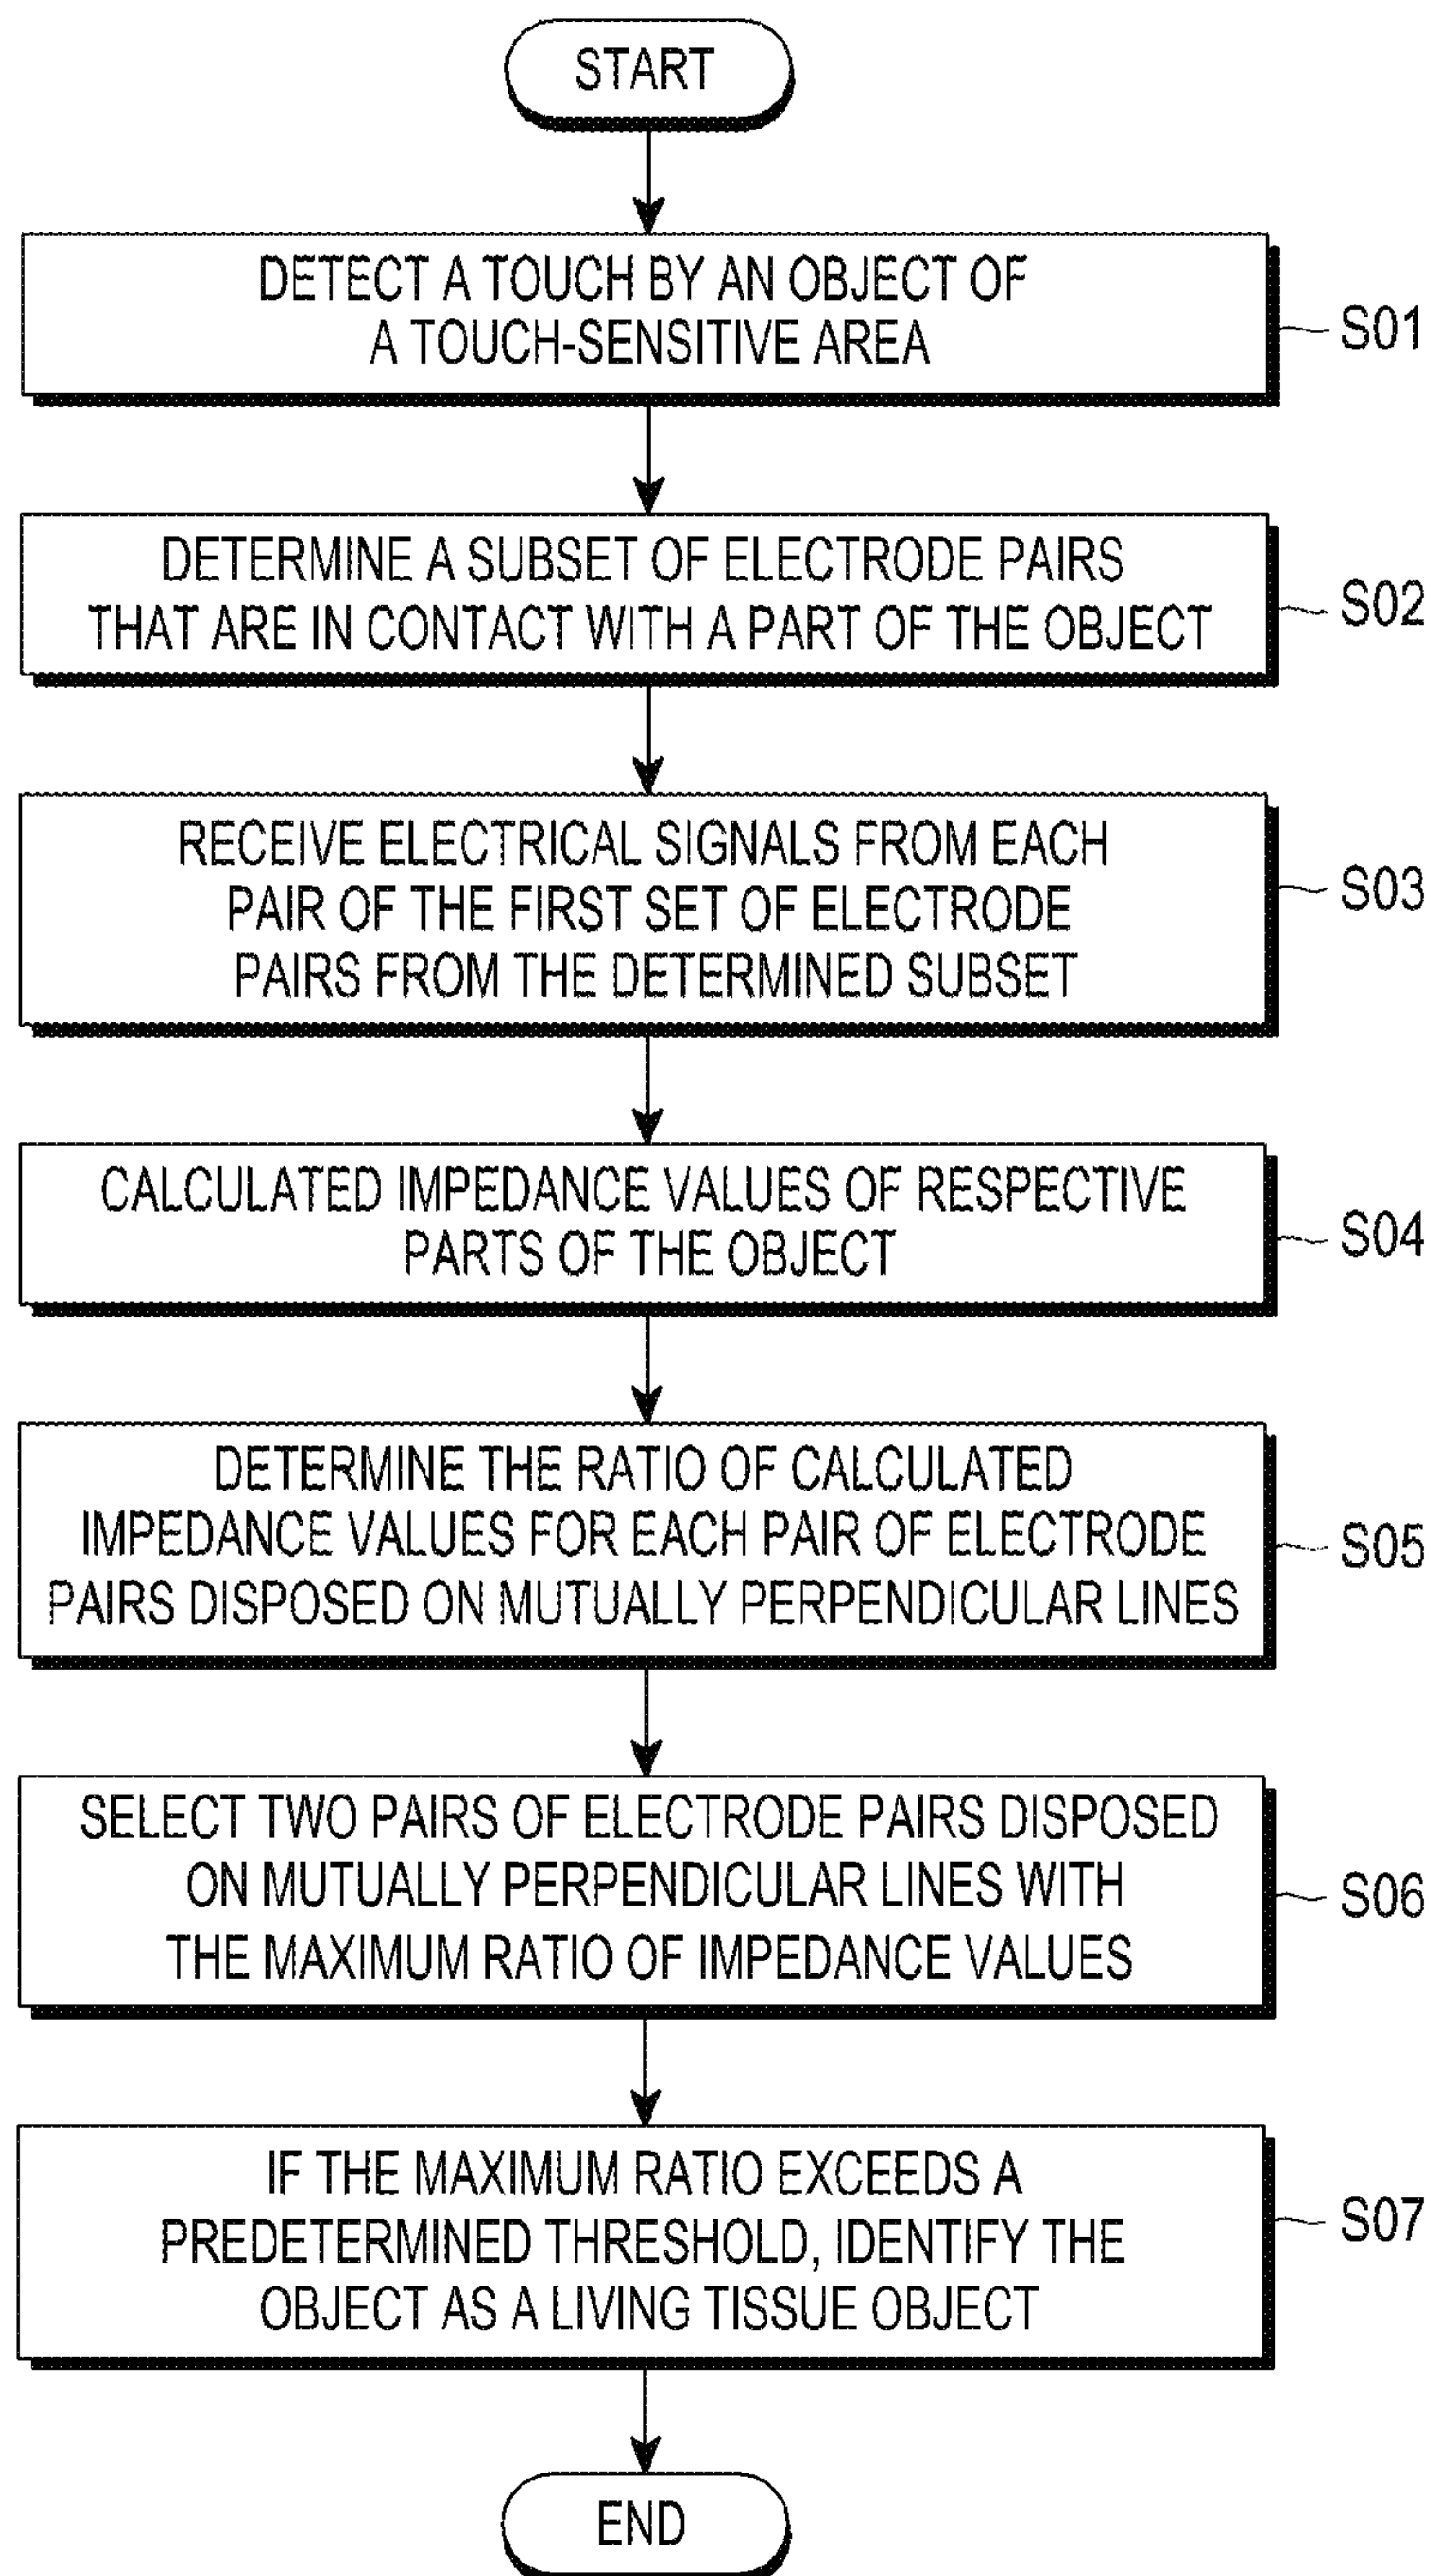 START
DETECT A TOUCH BY AN OBJECT OF
A TOUCH-SENSITIVE AREA
S01
DETERMINE A SUBSET OF ELECTRODE PAIRS
THAT ARE IN CONTACT WITH A PART OF THE OBJECT
S02
RECEIVE ELECTRICAL SIGNALS FROM EACH
PAIR OF THE FIRST SET OF ELECTRODE
PAIRS FROM THE DETERMINED SUBSET
S03
CALCULATED IMPEDANCE VALUES OF RESPECTIVE
PARTS OF THE OBJECT
S04
DETERMINE THE RATIO OF CALCULATED
IMPEDANCE VALUES FOR EACH PAIR OF ELECTRODE
PAIRS DISPOSED ON MUTUALLY PERPENDICULAR LINES
S05
SELECT TWO PAIRS OF ELECTRODE PAIRS DISPOSED
ON MUTUALLY PERPENDICULAR LINES WITH
THE MAXIMUM RATIO OF IMPEDANCE VALUES
S06
IF THE MAXIMUM RATIO EXCEEDS A
PREDETERMINED THRESHOLD, IDENTIFY THE
OBJECT AS A LIVING TISSUE OBJECT
S07
END